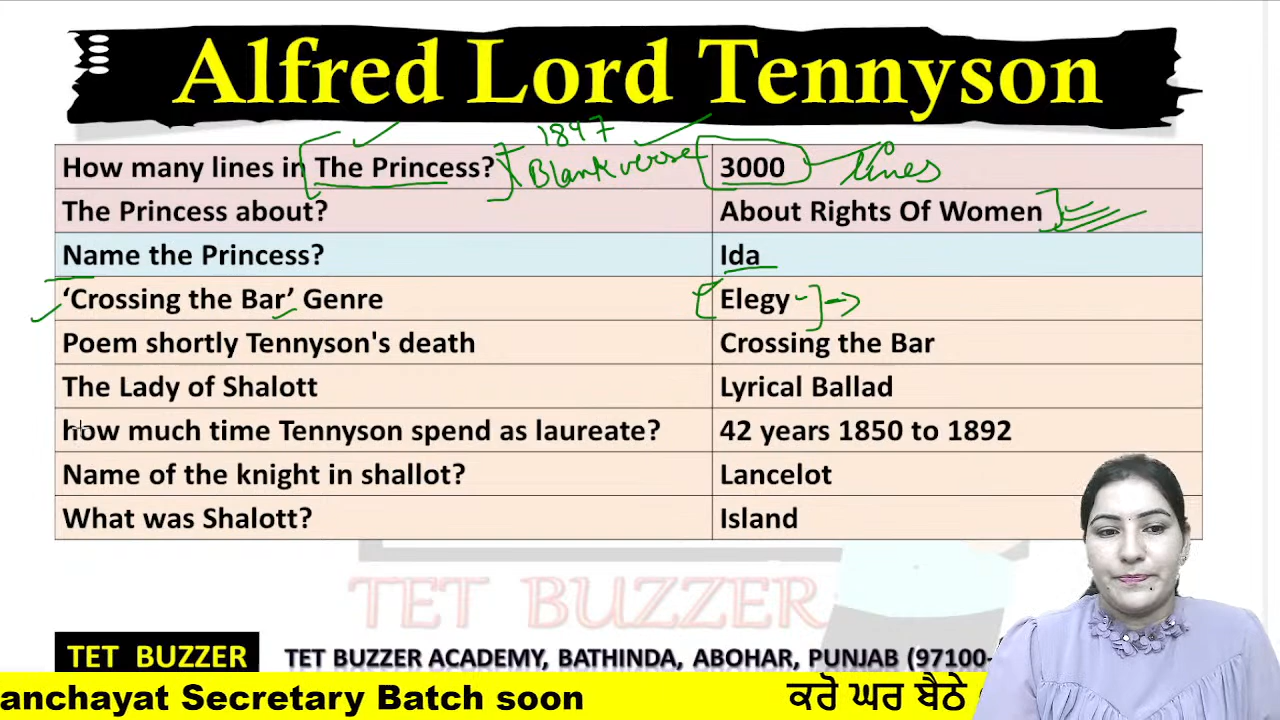 Alfred Lord Tennyson
1847
Blank verse
lines
How many lines in The Princess? 3000
The Princess about? About Rights Of Women
Name the Princess? Ida
‘Crossing the Bar’ Genre Elegy
Poem shortly Tennyson's death Crossing the Bar
The Lady of Shalott Lyrical Ballad
how much time Tennyson spend as laureate? 42 years 1850 to 1892
Name of the knight in shallot? Lancelot
What was Shalott? Island
TET BUZZER
TET BUZZER TET BUZZER ACADEMY, BATHINDA, ABOHAR, PUNJAB (97100-
anchayat Secretary Batch soon ਕਰੋ ਘਰ ਬੈਠੇ